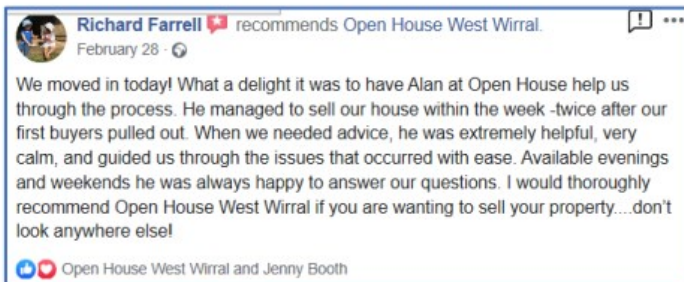 Richard Farrell recommends Open House West Wirral.
February 28 ·
We moved in today! What a delight it was to have Alan at Open House help us
through the process. He managed to sell our house within the week -twice after our
first buyers pulled out. When we needed advice, he was extremely helpful, very
calm, and guided us through the issues that occurred with ease. Available evenings
and weekends he was always happy to answer our questions. I would thoroughly
recommend Open House West Wirral if you are wanting to sell your property....don't
look anywhere else!
Open House West Wirral and Jenny Booth